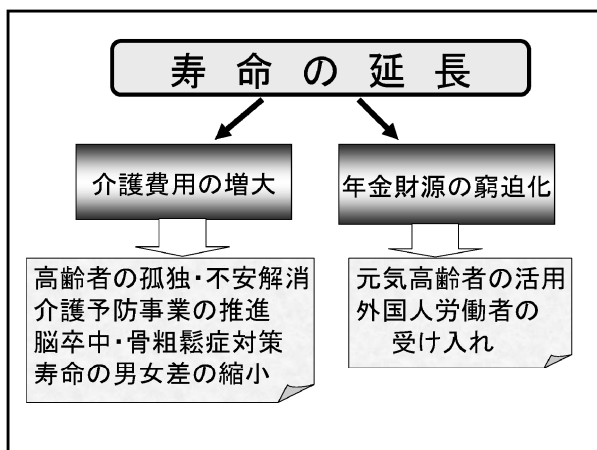 寿命の延長
介護費用の増大
年金財源の窮迫化
高齢者の孤独・不安解消
介護予防事業の推進
脳卒中・骨粗鬆症対策
寿命の男女差の縮小
元気高齢者の活用
外国人労働者の
受け入れ